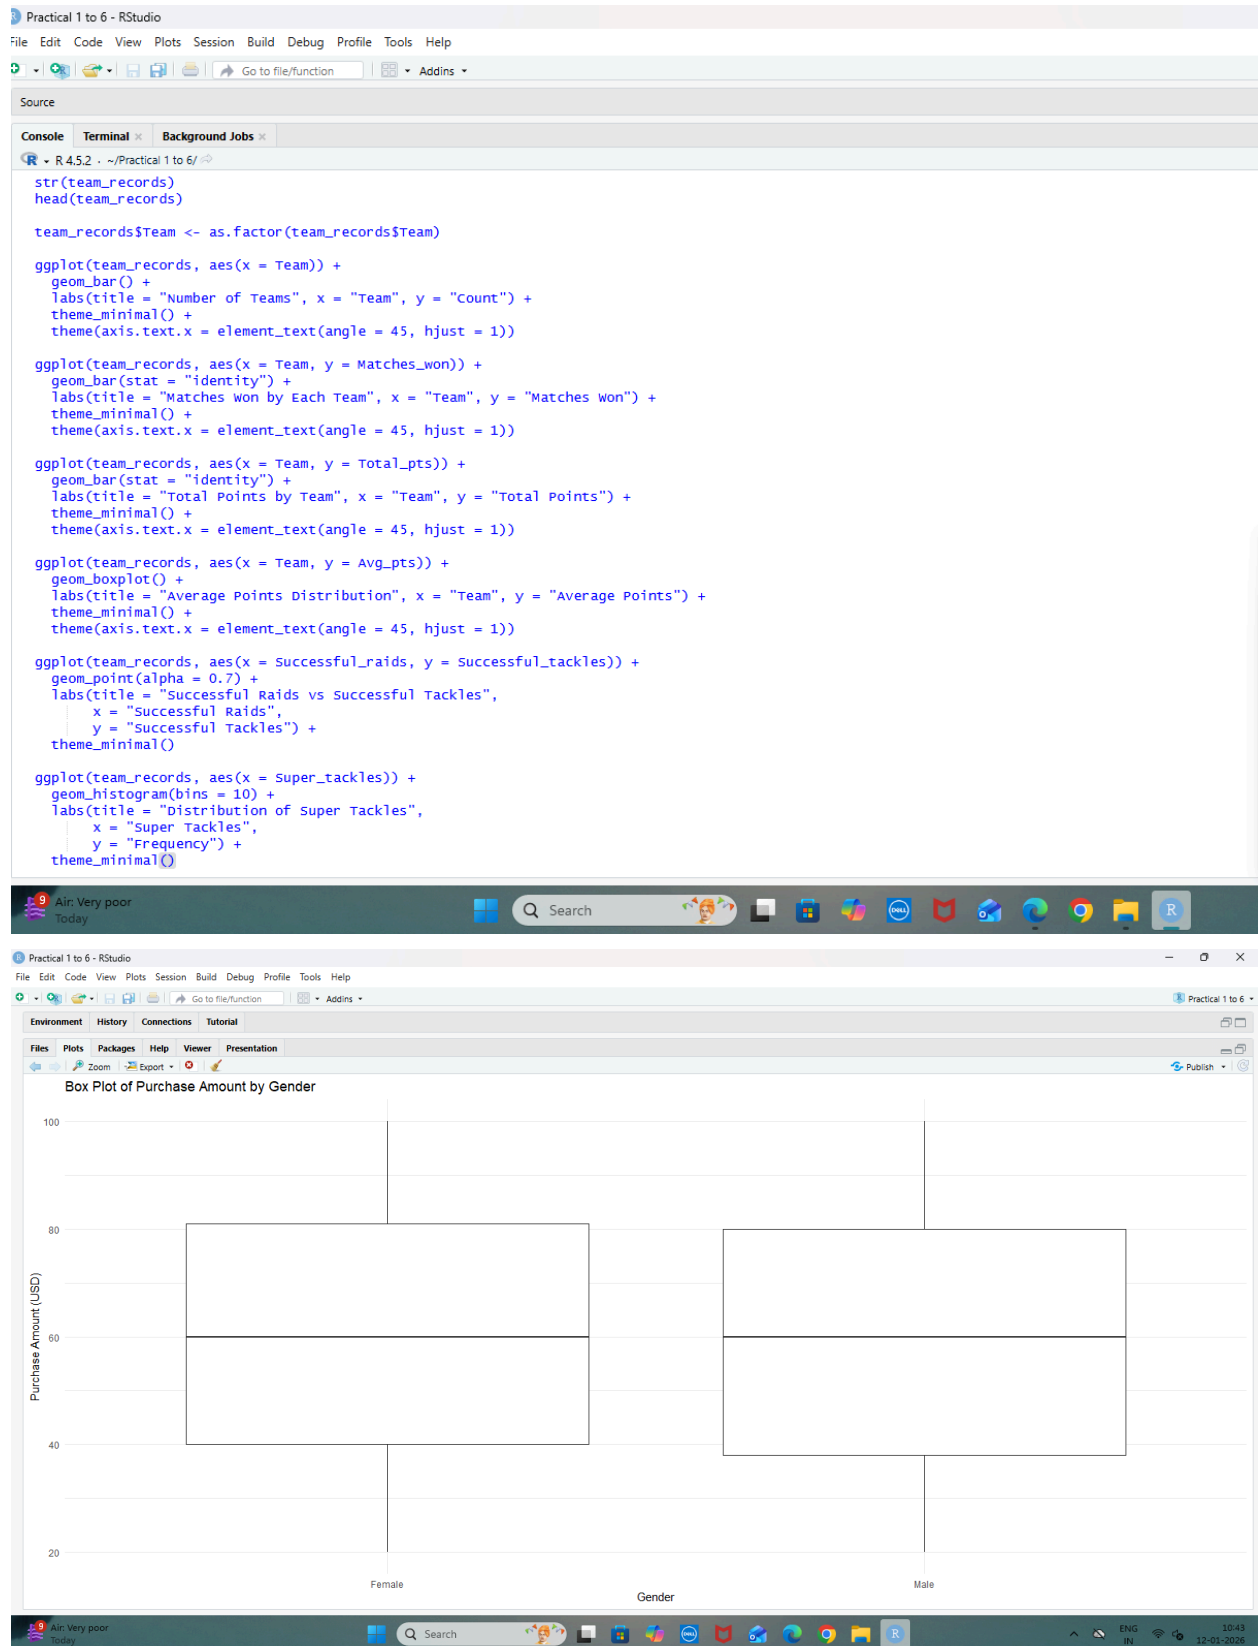 Practical 1 to 6 - RStudio
File Edit Code View Plots Session Build Debug Profile Tools Help
Go to file/function Addins
Source
Console Terminal Background Jobs
R 4.5.2 · ~/Practical 1 to 6/
str(team_records)
head(team_records)
team_records$Team <- as.factor(team_records$Team)
ggplot(team_records, aes(x = Team)) +
geom_bar() +
labs(title = "Number of Teams", x = "Team", y = "Count") +
theme_minimal() +
theme(axis.text.x = element_text(angle = 45, hjust = 1))
ggplot(team_records, aes(x = Team, y = Matches_won)) +
geom_bar(stat = "identity") +
labs(title = "Matches Won by Each Team", x = "Team", y = "Matches Won") +
theme_minimal() +
theme(axis.text.x = element_text(angle = 45, hjust = 1))
ggplot(team_records, aes(x = Team, y = Total_pts)) +
geom_bar(stat = "identity") +
labs(title = "Total Points by Team", x = "Team", y = "Total Points") +
theme_minimal() +
theme(axis.text.x = element_text(angle = 45, hjust = 1))
ggplot(team_records, aes(x = Team, y = Avg_pts)) +
geom_boxplot() +
labs(title = "Average Points Distribution", x = "Team", y = "Average Points") +
theme_minimal() +
theme(axis.text.x = element_text(angle = 45, hjust = 1))
ggplot(team_records, aes(x = Successful_raids, y = Successful_tackles)) +
geom_point(alpha = 0.7) +
labs(title = "Successful Raids vs Successful Tackles",
x = "Successful Raids",
y = "Successful Tackles") +
theme_minimal()
ggplot(team_records, aes(x = Super_tackles)) +
geom_histogram(bins = 10) +
labs(title = "Distribution of Super Tackles",
x = "Super Tackles",
y = "Frequency") +
theme_minimal()
9 Air: Very poor
Today
Search
DELL
R
Practical 1 to 6 - RStudio
File Edit Code View Plots Session Build Debug Profile Tools Help
Go to file/function Addins Practical 1 to 6
Environment History Connections Tutorial
Files Plots Packages Help Viewer Presentation
Zoom Export Publish
Box Plot of Purchase Amount by Gender
100
80
60
40
20
Purchase Amount (USD)
Female Male
Gender
9 Air: Very poor
Today
Search
DELL
R
ENG
IN
10:43
12-01-2026